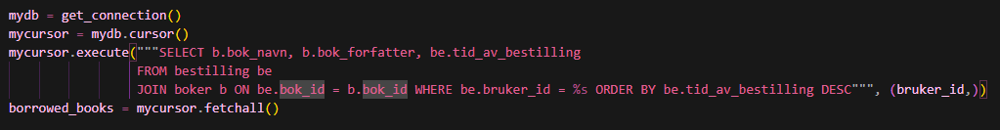 mydb = get_connection()
mycursor = mydb.cursor()
mycursor.execute("""SELECT b.bok_navn, b.bok_forfatter, be.tid_av_bestilling
FROM bestilling be
JOIN boker b ON be.bok_id = b.bok_id WHERE be.bruker_id = %s ORDER BY be.tid_av_bestilling DESC""", (bruker_id,))
borrowed_books = mycursor.fetchall()